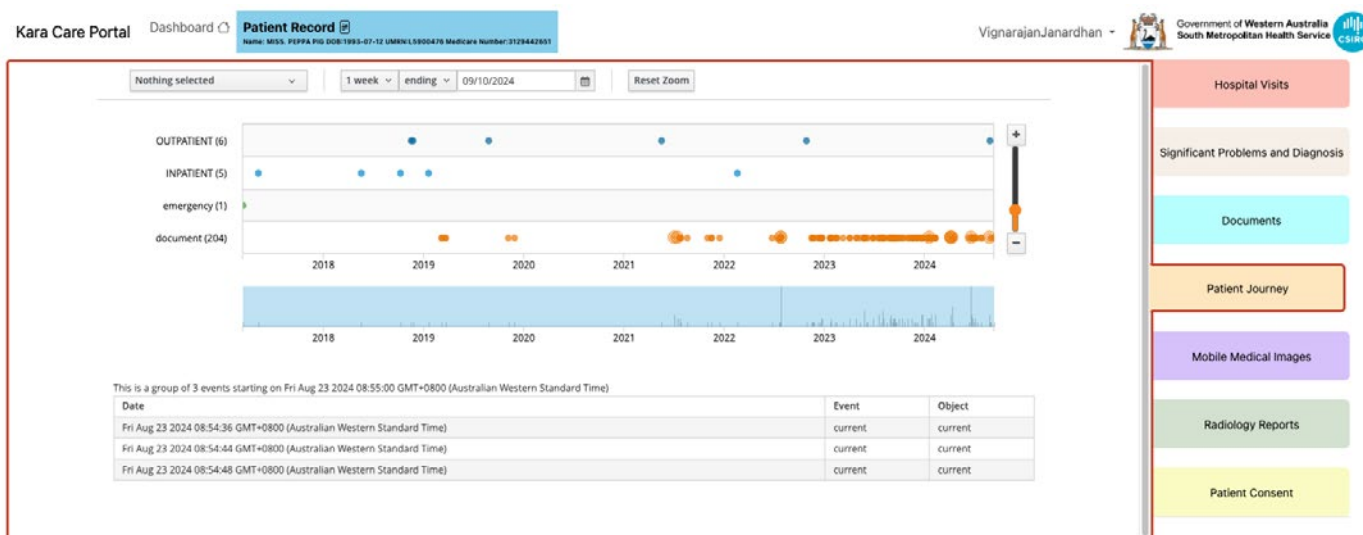 Kara Care Portal
Dashboard
Patient Record
Name: MISS. PEPPA PIG DOB:1993-07-12 UMRN:L5900476 Medicare Number:3129442651
VignarajanJanardhan
Government of Western Australia
South Metropolitan Health Service
CSIRO
Nothing selected
1 week
ending
09/10/2024
Reset Zoom
OUTPATIENT (6)
INPATIENT (5)
emergency (1)
document (204)
+
−
2018 2019 2020 2021 2022 2023 2024
2018 2019 2020 2021 2022 2023 2024
This is a group of 3 events starting on Fri Aug 23 2024 08:55:00 GMT+0800 (Australian Western Standard Time)
Date Event Object
Fri Aug 23 2024 08:54:36 GMT+0800 (Australian Western Standard Time) current current
Fri Aug 23 2024 08:54:44 GMT+0800 (Australian Western Standard Time) current current
Fri Aug 23 2024 08:54:48 GMT+0800 (Australian Western Standard Time) current current
Hospital Visits
Significant Problems and Diagnosis
Documents
Patient Journey
Mobile Medical Images
Radiology Reports
Patient Consent